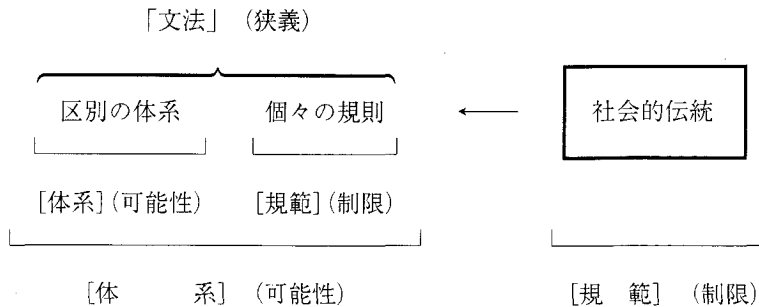 「文法」（狭義）
区別の体系　個々の規則　←　社会的伝統
[体系]（可能性）　[規範]（制限）
[体　系]（可能性）　[規　範]（制限）